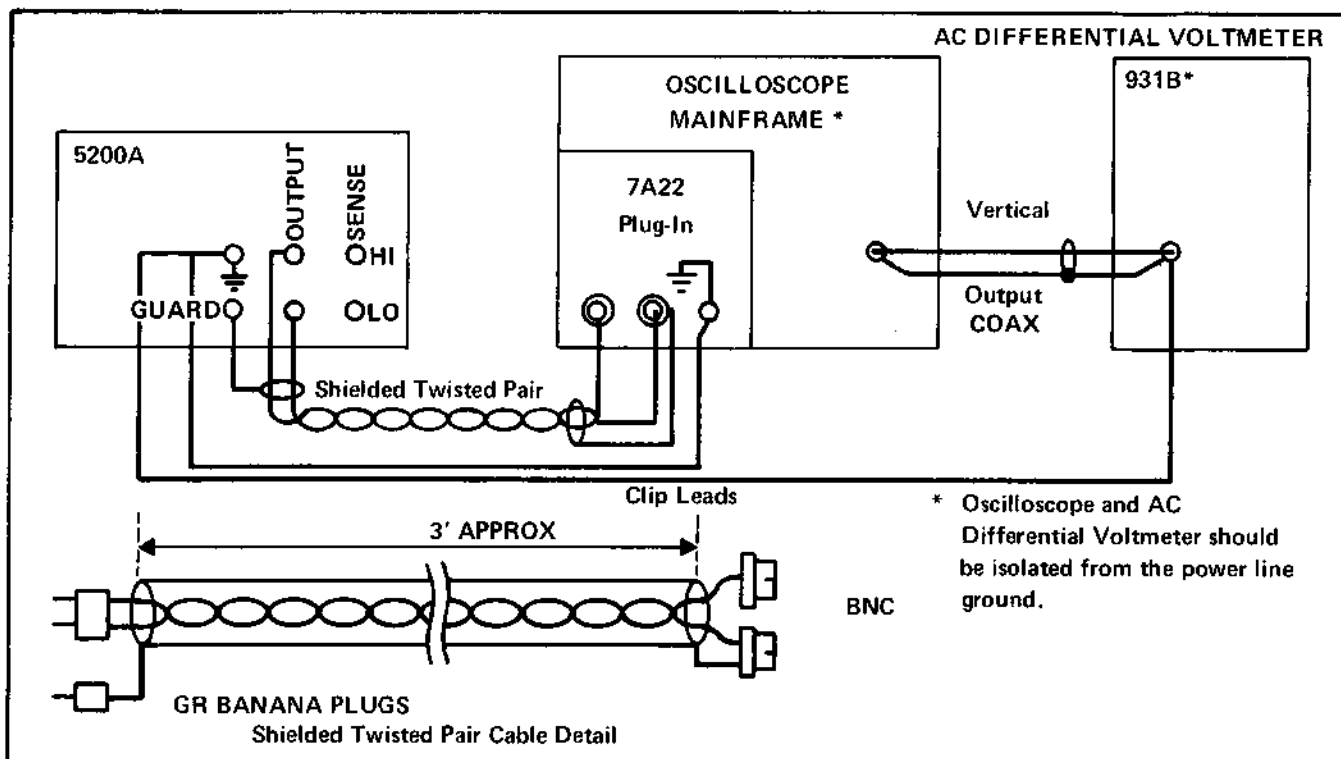 AC DIFFERENTIAL VOLTMETER
5200A
OUTPUT
SENSE
HI
GUARD
LO
OSCILLOSCOPE
MAINFRAME *
7A22
Plug-In
931B*
Vertical
Output
COAX
Shielded Twisted Pair
Clip Leads
* Oscilloscope and AC
Differential Voltmeter should
be isolated from the power line
ground.
3' APPROX
BNC
GR BANANA PLUGS
Shielded Twisted Pair Cable Detail